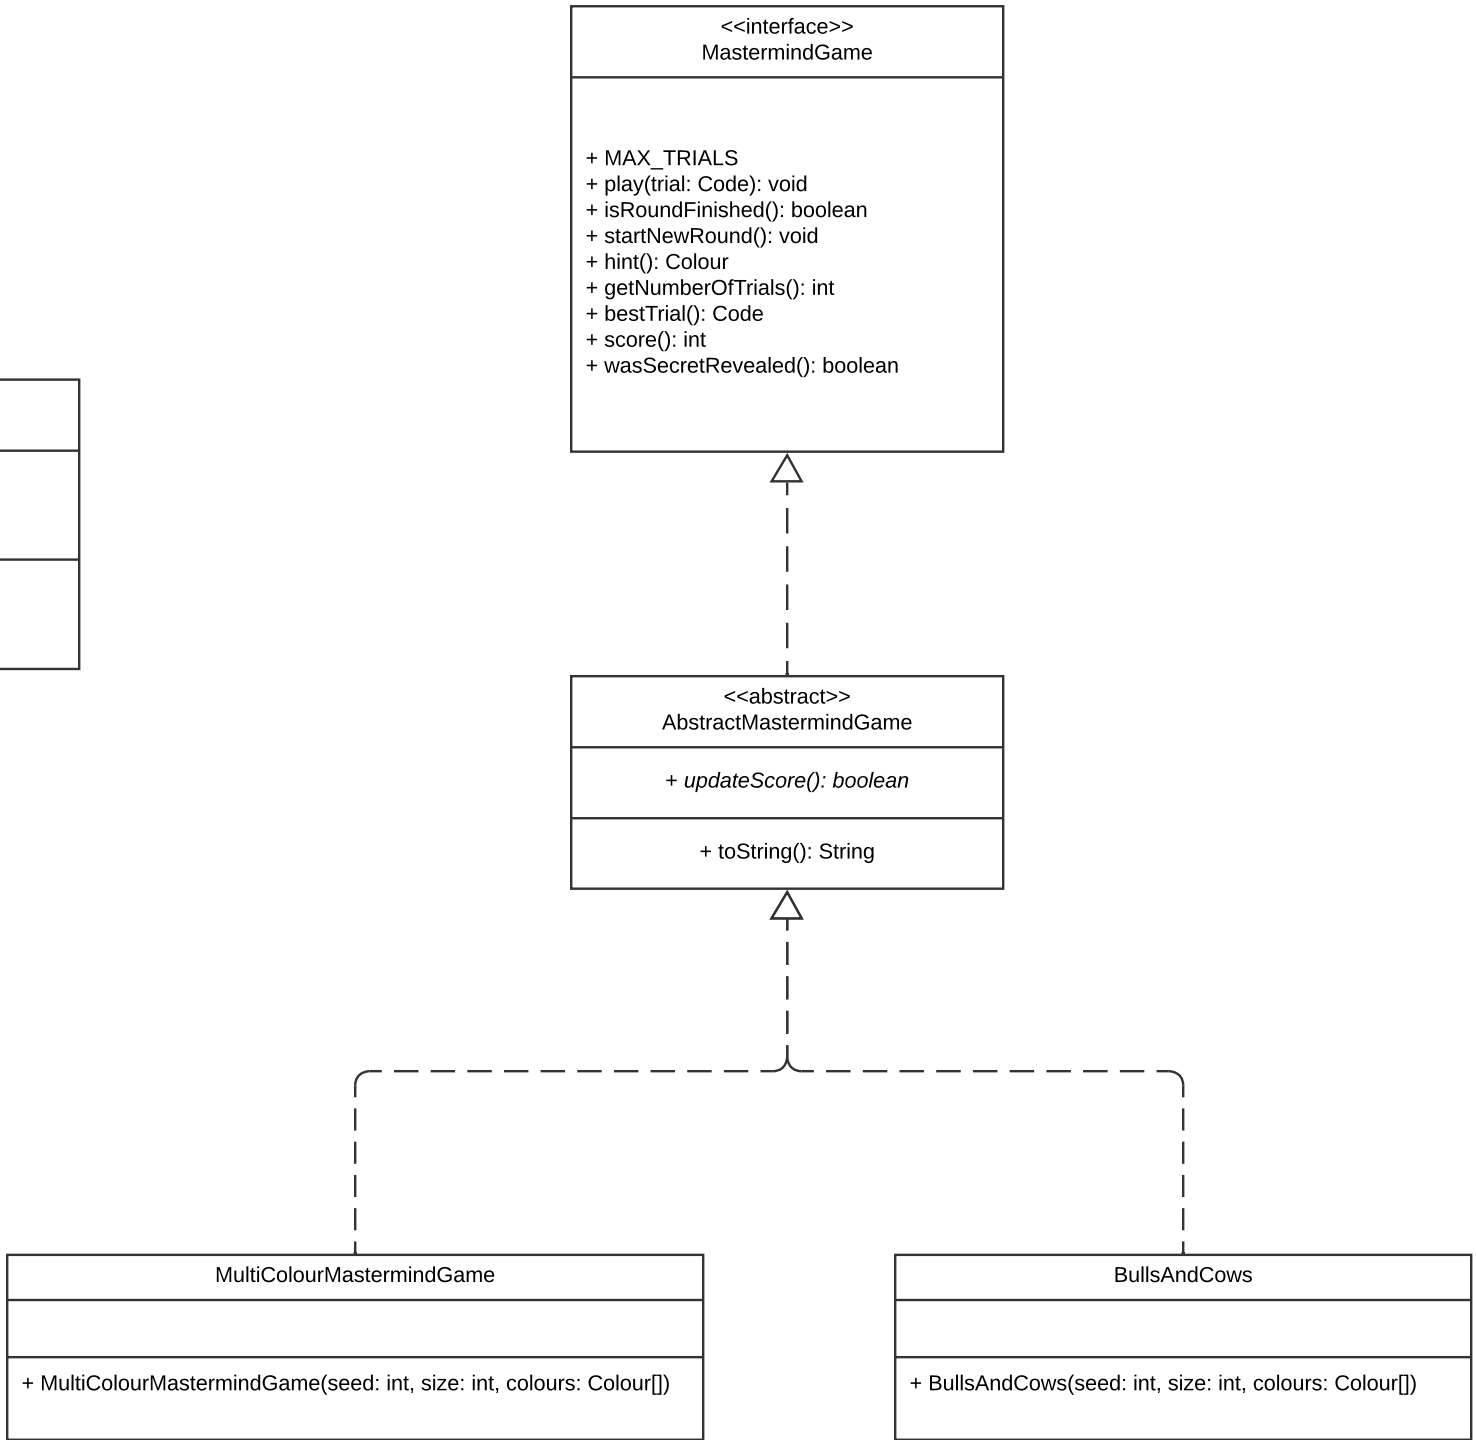 <<interface>>
MastermindGame
+ MAX_TRIALS
+ play(trial: Code): void
+ isRoundFinished(): boolean
+ startNewRound(): void
+ hint(): Colour
+ getNumberOfTrials(): int
+ bestTrial(): Code
+ score(): int
+ wasSecretRevealed(): boolean
<<abstract>>
AbstractMastermindGame
+ updateScore(): boolean
+ toString(): String
MultiColourMastermindGame
+ MultiColourMastermindGame(seed: int, size: int, colours: Colour[])
BullsAndCows
+ BullsAndCows(seed: int, size: int, colours: Colour[])